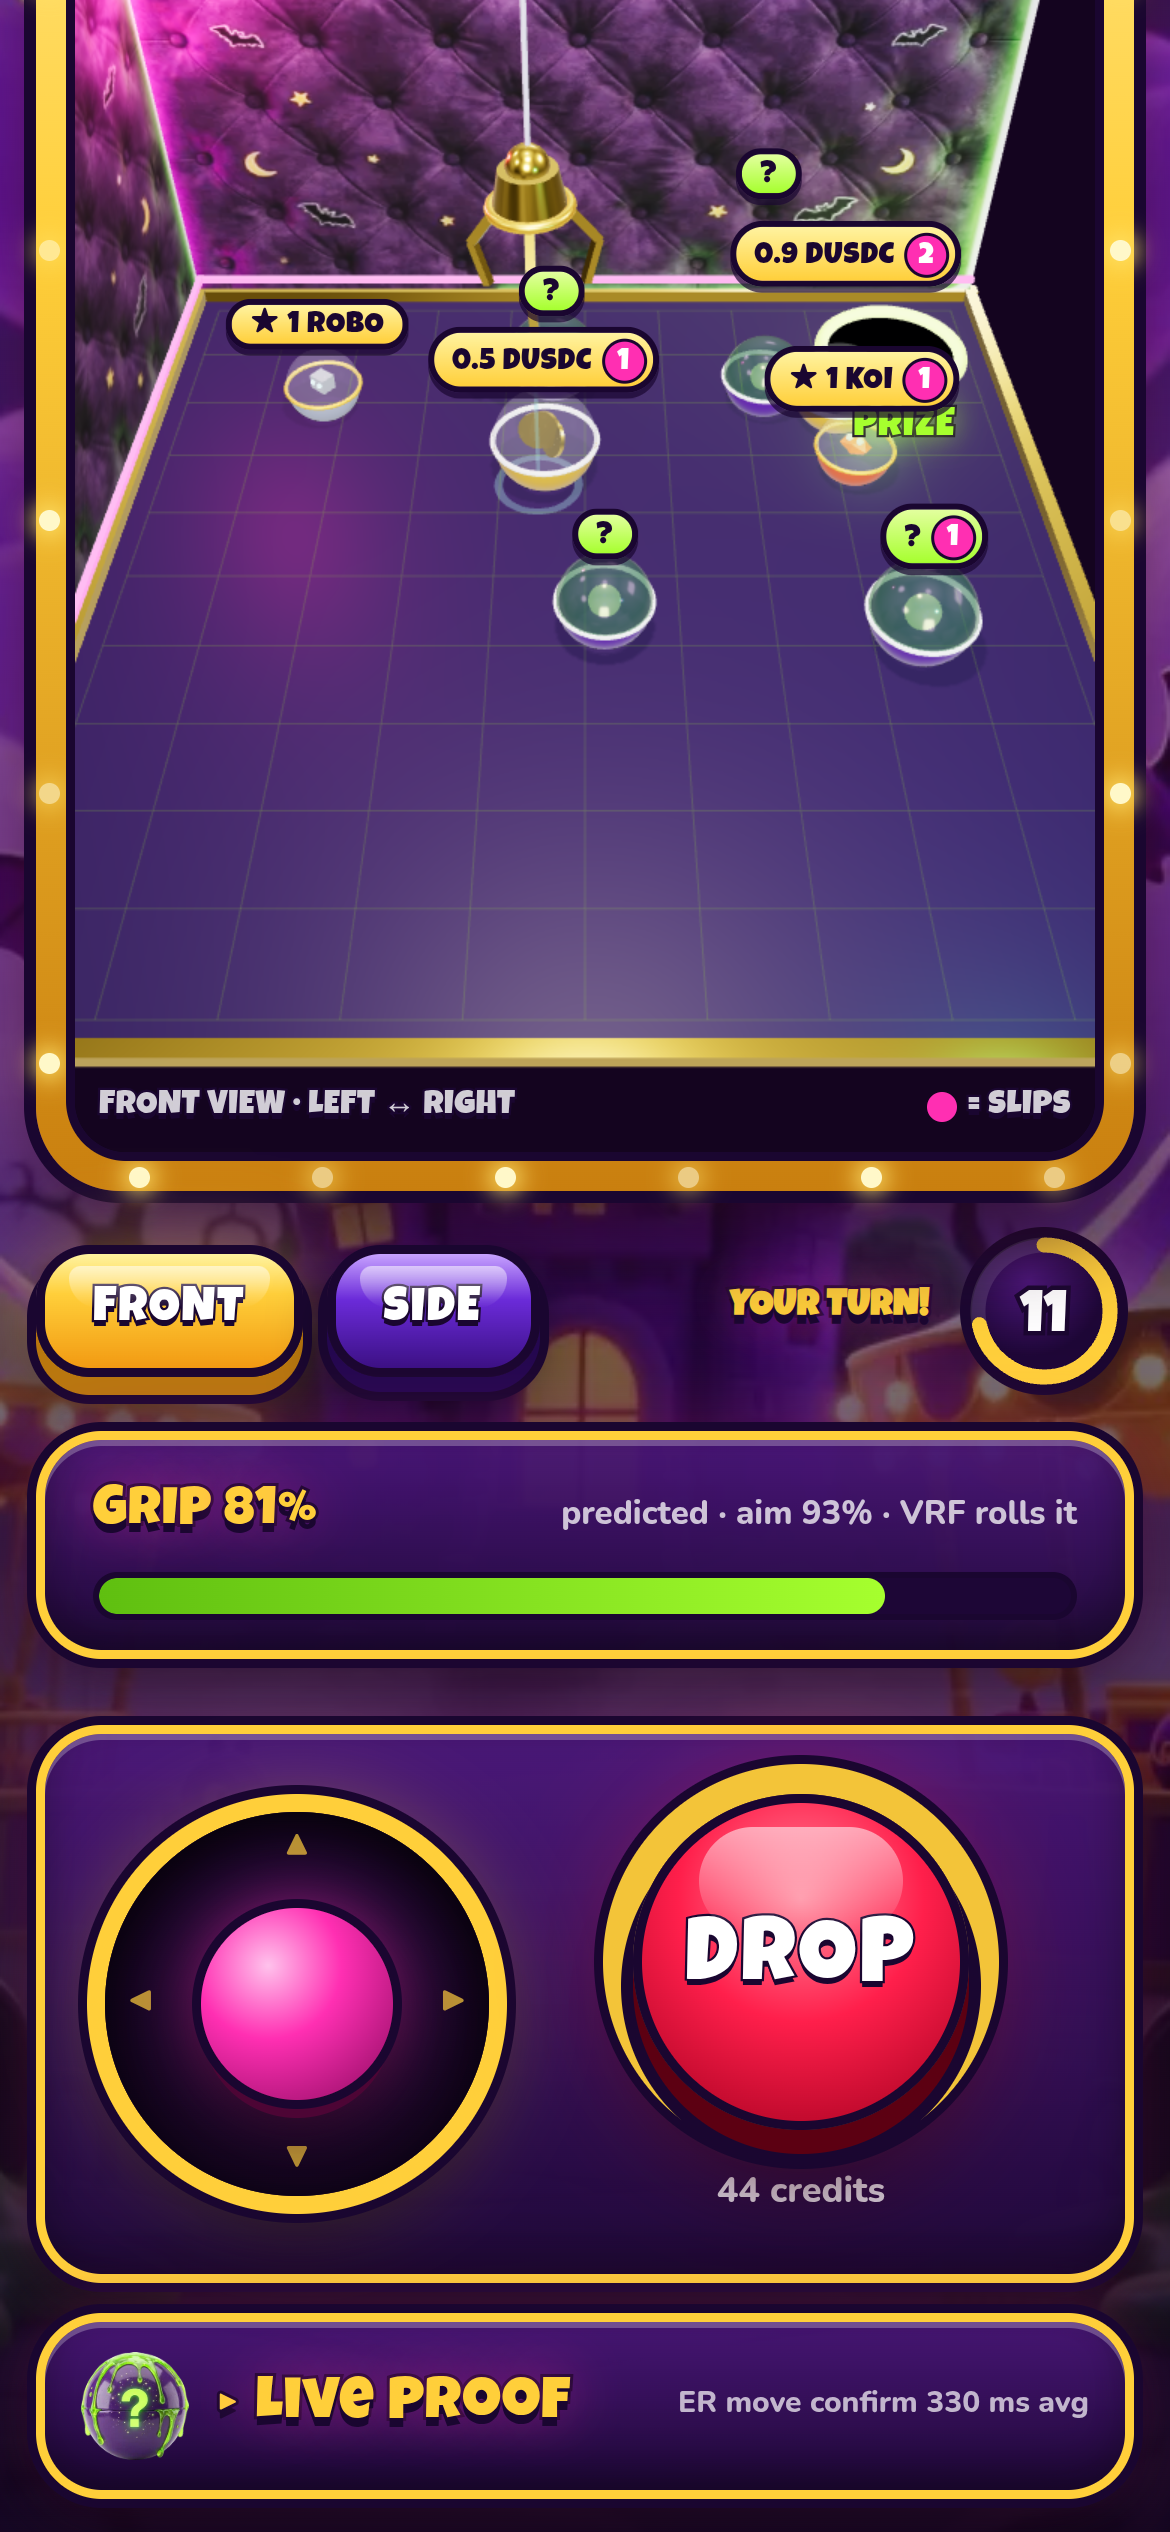 ?
0.9 DUSDC 2
?
★ 1 ROBO
0.5 DUSDC 1
★ 1 KOI 1
PRIZE
?
? 1
FRONT VIEW · LEFT ↔ RIGHT
= SLIPS
FRONT
SIDE
YOUR TURN!
11
GRIP 81%
predicted · aim 93% · VRF rolls it
DROP
44 credits
?
▸ LIVE PROOF
ER move confirm 330 ms avg